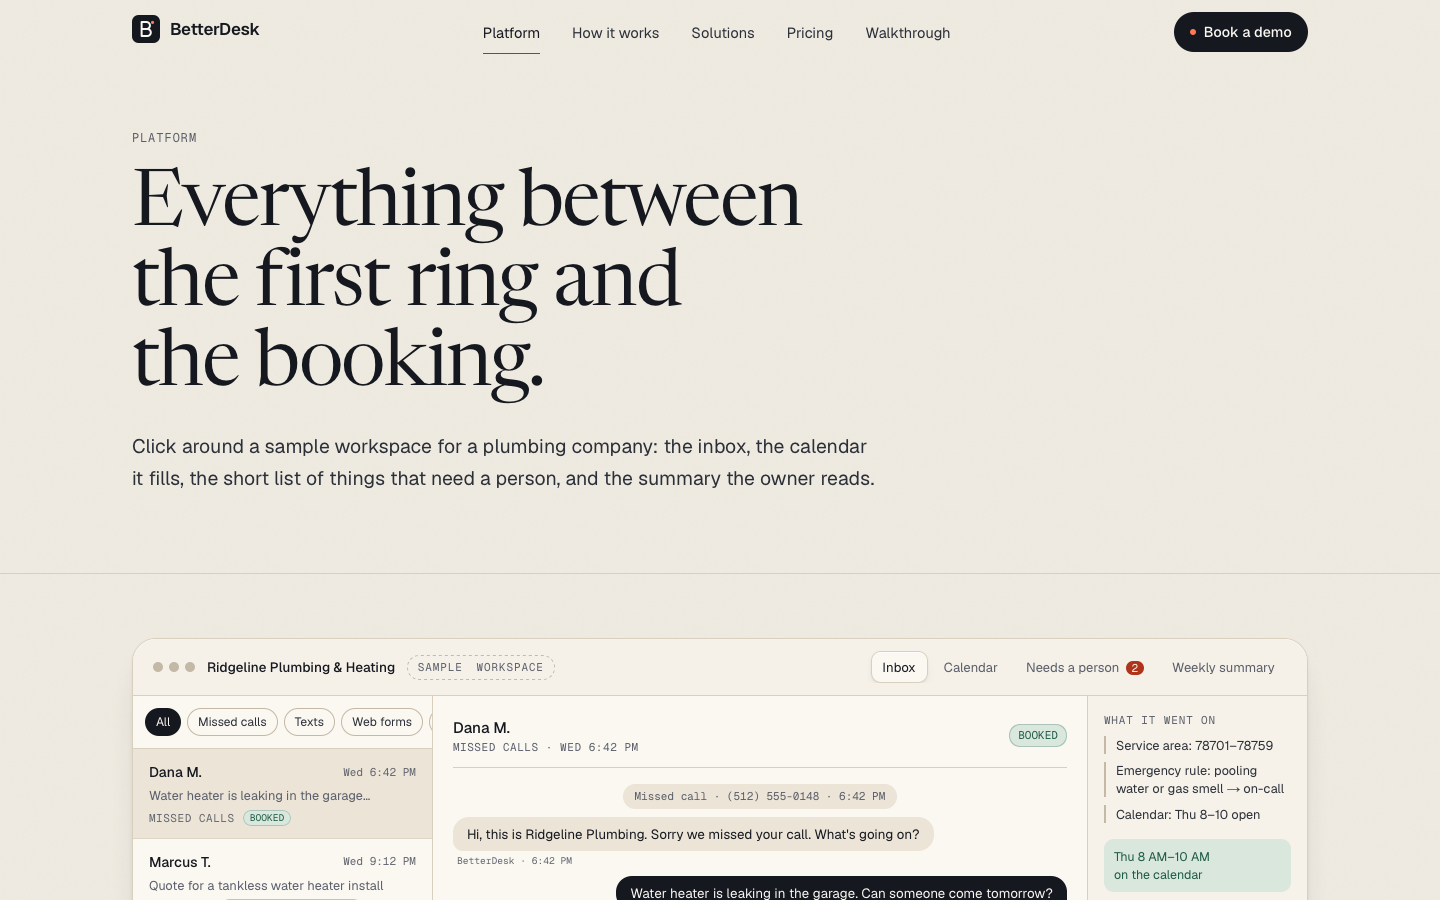 B BetterDesk
Platform
How it works
Solutions
Pricing
Walkthrough
Book a demo
PLATFORM
Everything between
the first ring and
the booking.
Click around a sample workspace for a plumbing company: the inbox, the calendar
it fills, the short list of things that need a person, and the summary the owner reads.
Ridgeline Plumbing & Heating
SAMPLE WORKSPACE
Inbox
Calendar
Needs a person 2
Weekly summary
All
Missed calls
Texts
Web forms
Dana M.
Wed 6:42 PM
Water heater is leaking in the garage…
MISSED CALLS BOOKED
Marcus T.
Wed 9:12 PM
Quote for a tankless water heater install
Dana M.
MISSED CALLS · WED 6:42 PM
BOOKED
Missed call · (512) 555-0148 · 6:42 PM
Hi, this is Ridgeline Plumbing. Sorry we missed your call. What's going on?
BetterDesk · 6:42 PM
Water heater is leaking in the garage. Can someone come tomorrow?
WHAT IT WENT ON
Service area: 78701–78759
Emergency rule: pooling
water or gas smell → on-call
Calendar: Thu 8–10 open
Thu 8 AM–10 AM
on the calendar